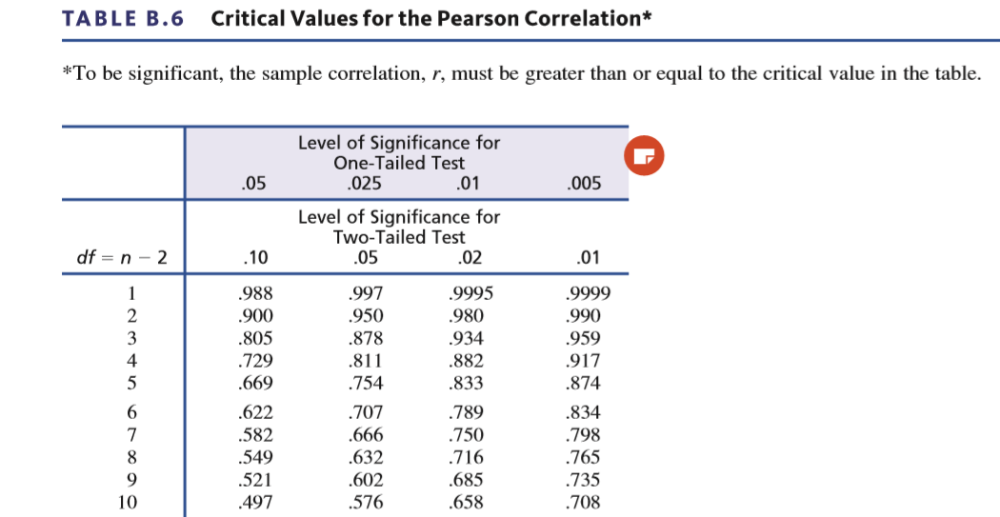 TABLE B.6 Critical Values for the Pearson Correlation*
*To be significant, the sample correlation, r, must be greater than or equal to the critical value in the table.
Level of Significance for
One-Tailed Test
.05 .025 .01 .005
Level of Significance for
Two-Tailed Test
df = n − 2 .10 .05 .02 .01
1 .988 .997 .9995 .9999
2 .900 .950 .980 .990
3 .805 .878 .934 .959
4 .729 .811 .882 .917
5 .669 .754 .833 .874
6 .622 .707 .789 .834
7 .582 .666 .750 .798
8 .549 .632 .716 .765
9 .521 .602 .685 .735
10 .497 .576 .658 .708